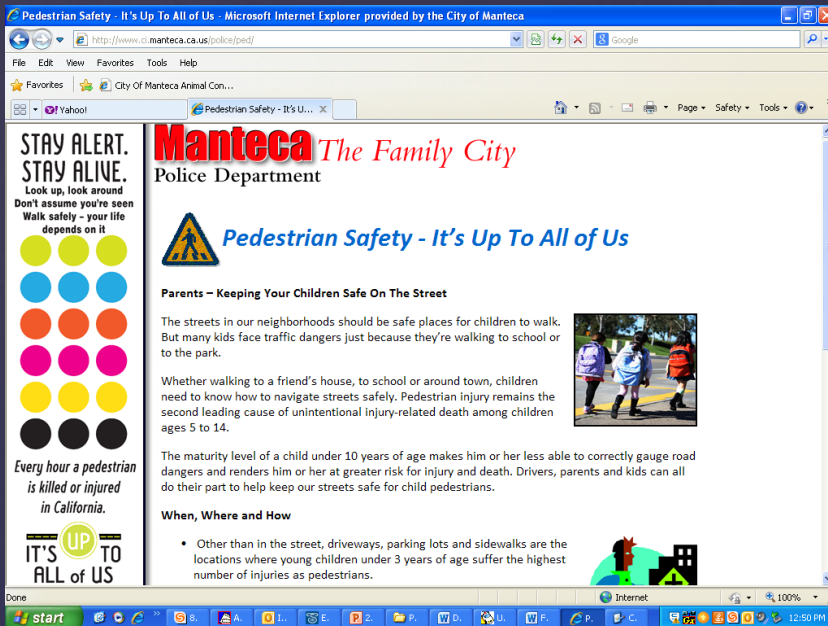 Pedestrian Safety - It's Up To All of Us - Microsoft Internet Explorer provided by the City of Manteca
http://www.ci.manteca.ca.us/police/ped/
Google
File Edit View Favorites Tools Help
Favorites City Of Manteca Animal Con...
Yahoo! Pedestrian Safety - It's U... X
Page Safety Tools
STAY ALERT.
STAY ALIVE.
Look up, look around
Don't assume you're seen
Walk safely – your life
depends on it
Every hour a pedestrian
is killed or injured
in California.
IT'S UP TO
ALL of US
Manteca The Family City
Police Department
Pedestrian Safety - It's Up To All of Us
Parents – Keeping Your Children Safe On The Street
The streets in our neighborhoods should be safe places for children to walk.
But many kids face traffic dangers just because they're walking to school or
to the park.
Whether walking to a friend's house, to school or around town, children
need to know how to navigate streets safely. Pedestrian injury remains the
second leading cause of unintentional injury-related death among children
ages 5 to 14.
The maturity level of a child under 10 years of age makes him or her less able to correctly gauge road
dangers and renders him or her at greater risk for injury and death. Drivers, parents and kids can all
do their part to help keep our streets safe for child pedestrians.
When, Where and How
• Other than in the street, driveways, parking lots and sidewalks are the
locations where young children under 3 years of age suffer the highest
number of injuries as pedestrians.
Done Internet 100%
start 8. A. I.. E. 2. P.. D. U. F. P. C. 12:50 PM